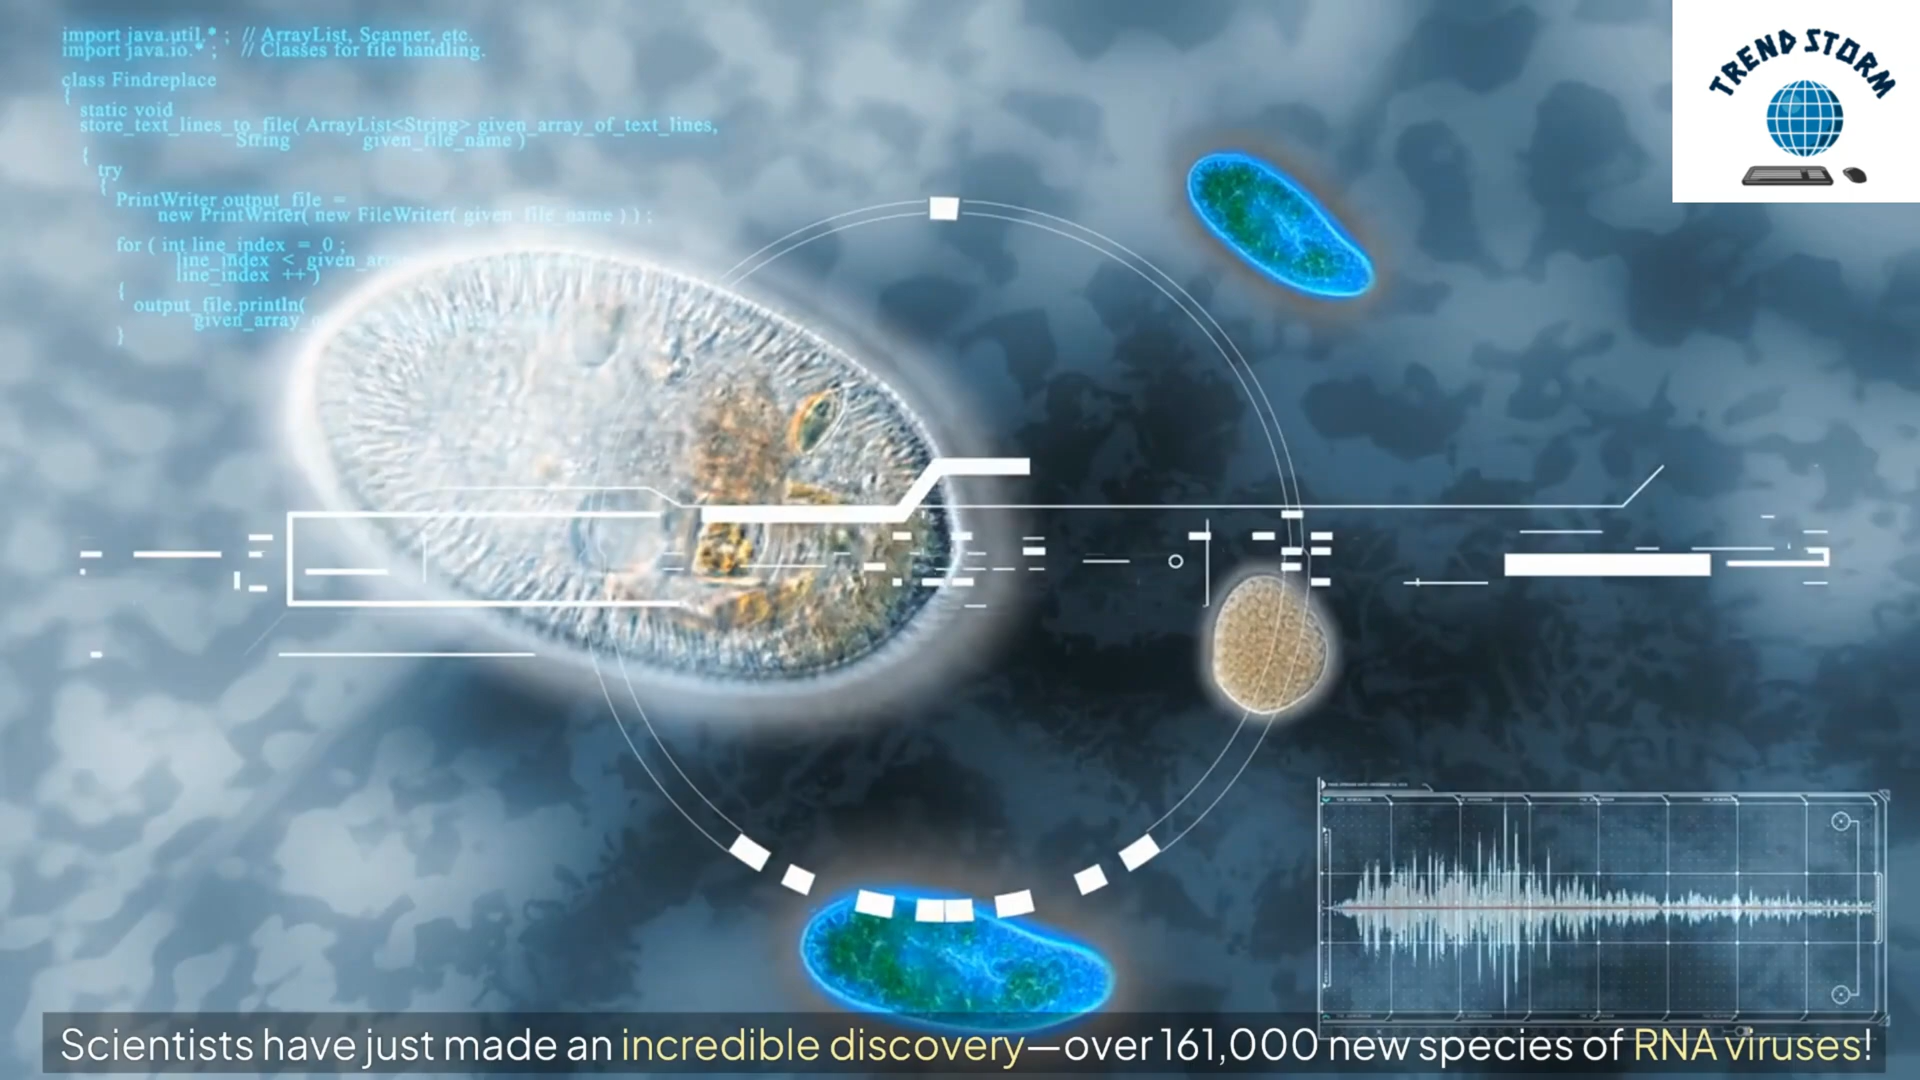 import java.util.* ; // ArrayList, Scanner, etc.
import java.io.* ; // Classes for file handling.
class Findreplace
{
static void
store_text_lines_to_file( ArrayList<String> given_array_of_text_lines,
String given_file_name )
{
try
{
PrintWriter output_file =
new PrintWriter( new FileWriter( given_file_name ) ) ;
for ( int line_index = 0 ;
line_index < given_arr
line_index ++ )
{
output_file.println(
given_array_
}
TREND STORM
Scientists have just made an incredible discovery—over 161,000 new species of RNA viruses!